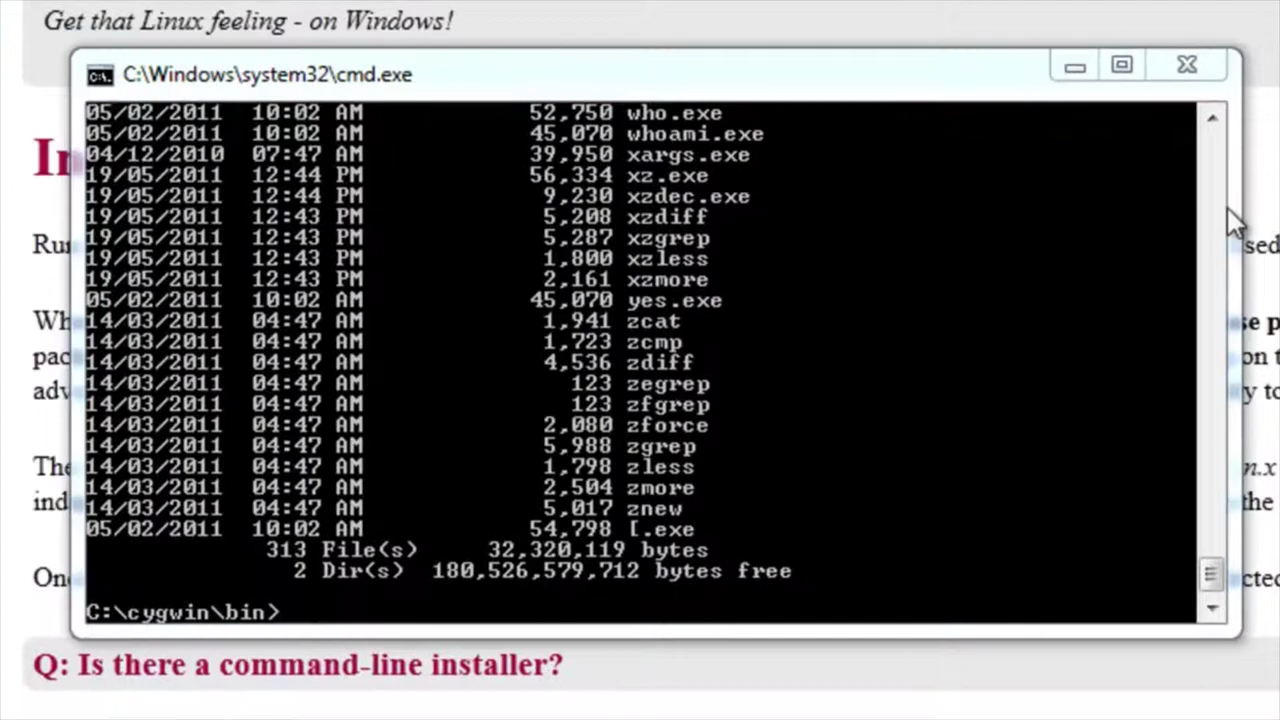 Get that Linux feeling - on Windows!
C:\Windows\system32\cmd.exe
05/02/2011 10:02 AM 52,750 who.exe
05/02/2011 10:02 AM 45,070 whoami.exe
04/12/2010 07:47 AM 39,950 xargs.exe
19/05/2011 12:44 PM 56,334 xz.exe
19/05/2011 12:44 PM 9,230 xzdec.exe
19/05/2011 12:43 PM 5,208 xzdiff
19/05/2011 12:43 PM 5,287 xzgrep
19/05/2011 12:43 PM 1,800 xzless
19/05/2011 12:43 PM 2,161 xzmore
05/02/2011 10:02 AM 45,070 yes.exe
14/03/2011 04:47 AM 1,941 zcat
14/03/2011 04:47 AM 1,723 zcmp
14/03/2011 04:47 AM 4,536 zdiff
14/03/2011 04:47 AM 123 zegrep
14/03/2011 04:47 AM 123 zfgrep
14/03/2011 04:47 AM 2,080 zforce
14/03/2011 04:47 AM 5,988 zgrep
14/03/2011 04:47 AM 1,798 zless
14/03/2011 04:47 AM 2,504 zmore
14/03/2011 04:47 AM 5,017 znew
05/02/2011 10:02 AM 54,798 [.exe
313 File(s) 32,320,119 bytes
2 Dir(s) 180,526,579,712 bytes free
C:\cygwin\bin>
Q: Is there a command-line installer?